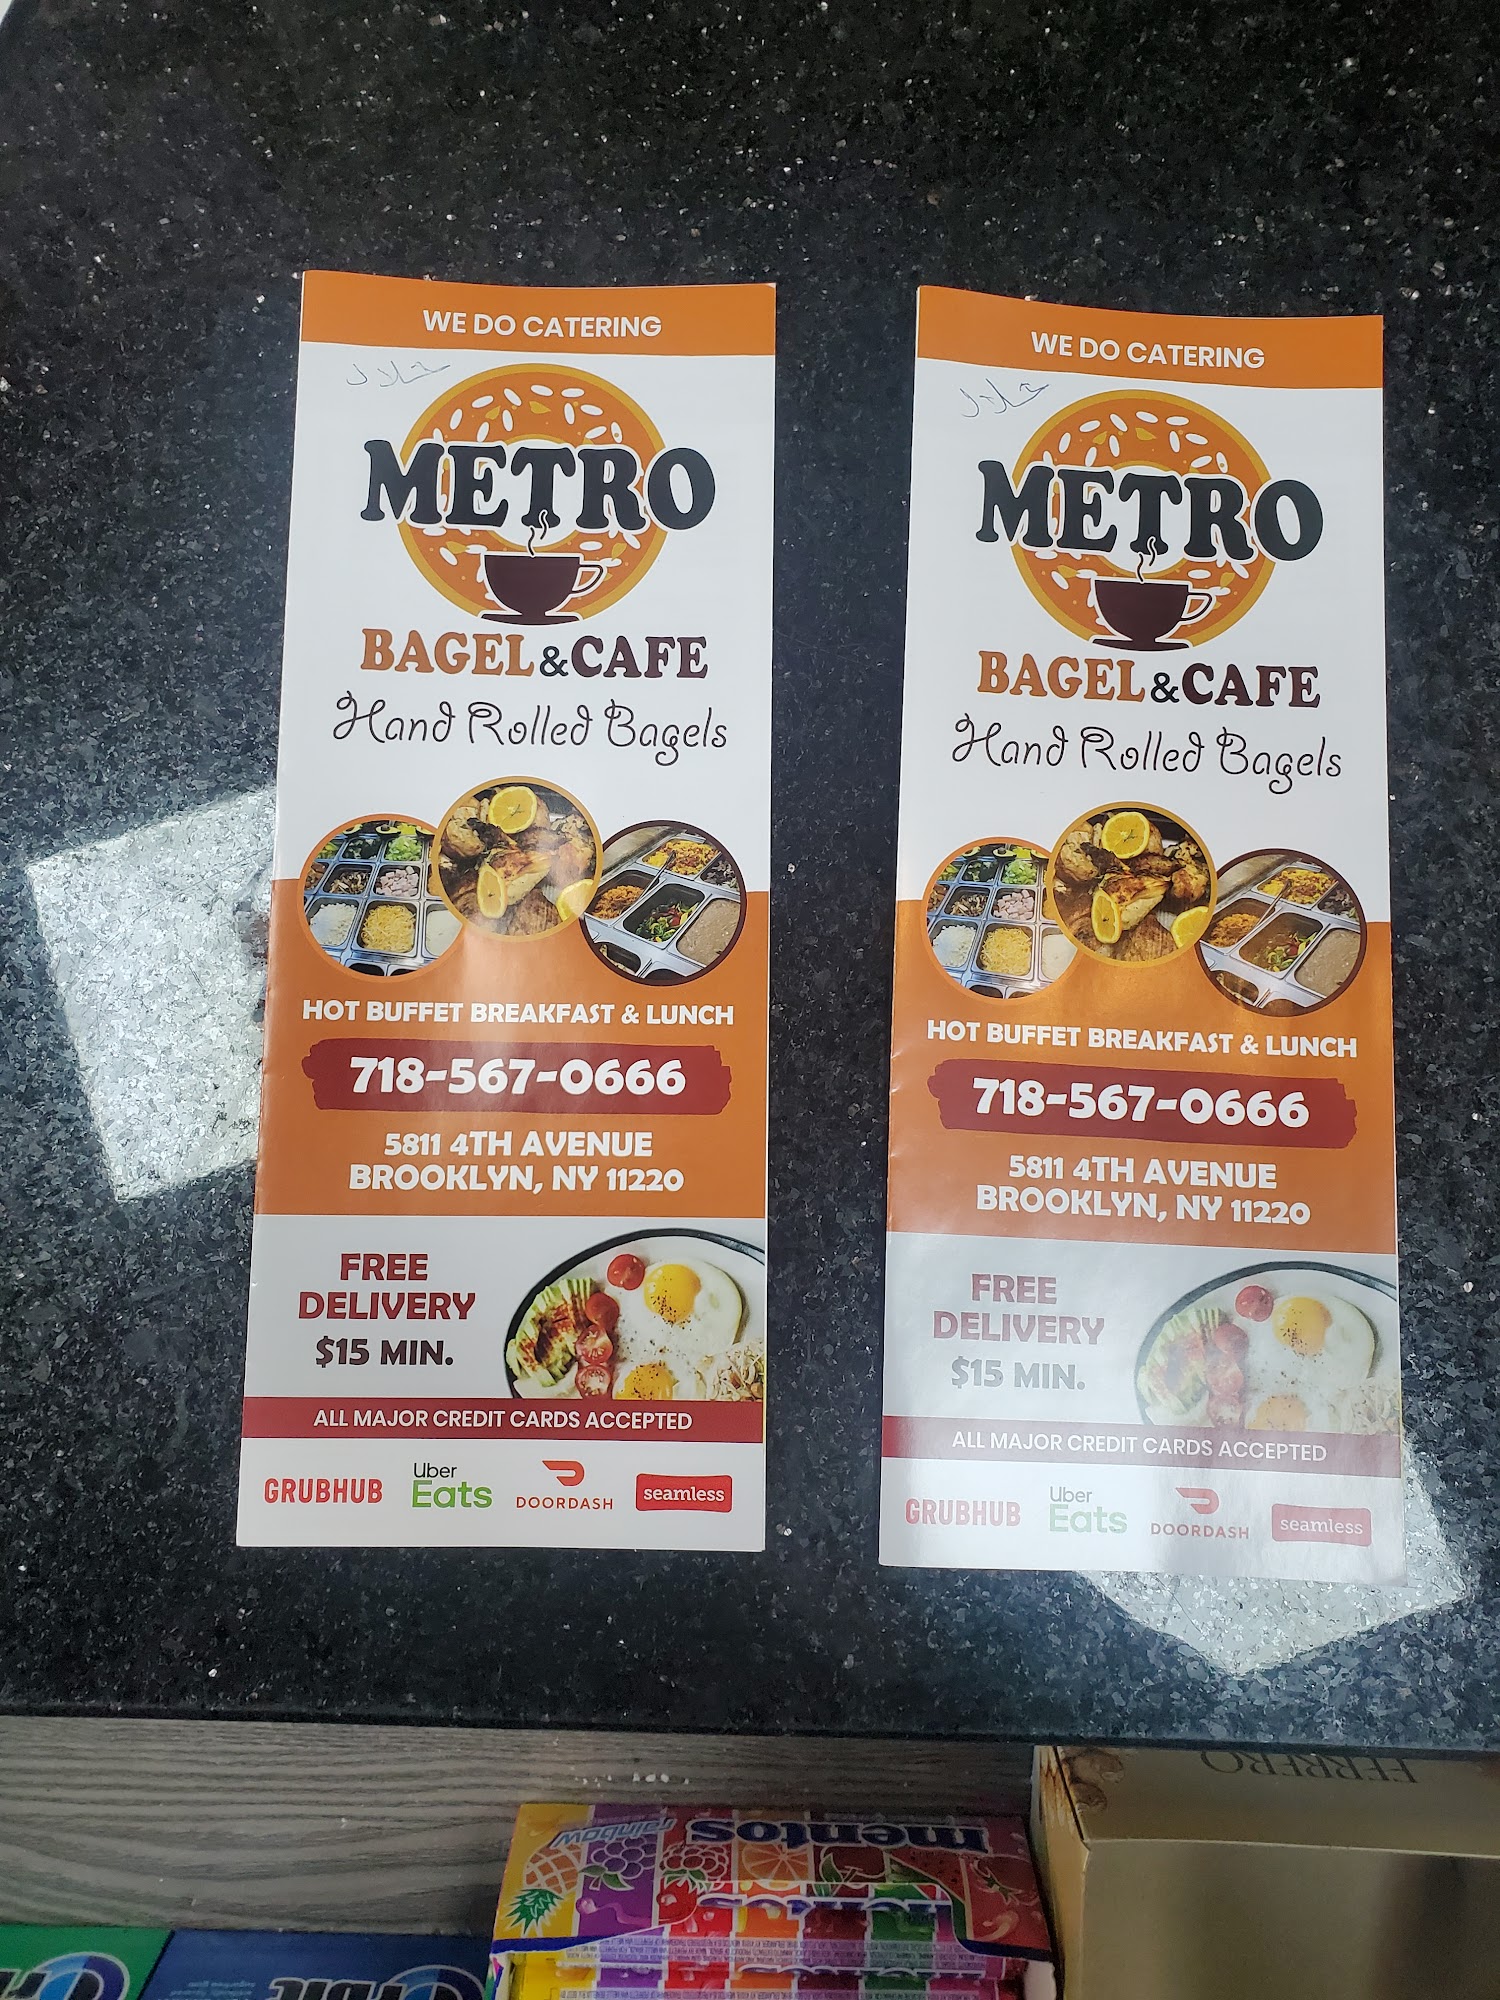 WE DO CATERING
حلال
METRO
BAGEL & CAFE
Hand Rolled Bagels
HOT BUFFET BREAKFAST & LUNCH
718-567-0666
5811 4TH AVENUE
BROOKLYN, NY 11220
FREE
DELIVERY
$15 MIN.
ALL MAJOR CREDIT CARDS ACCEPTED
GRUBHUB
Uber
Eats
DOORDASH
seamless
WE DO CATERING
حلال
METRO
BAGEL & CAFE
Hand Rolled Bagels
HOT BUFFET BREAKFAST & LUNCH
718-567-0666
5811 4TH AVENUE
BROOKLYN, NY 11220
FREE
DELIVERY
$15 MIN.
ALL MAJOR CREDIT CARDS ACCEPTED
GRUBHUB
Uber
Eats
DOORDASH
seamless
FERRERO
mentos
rainbow